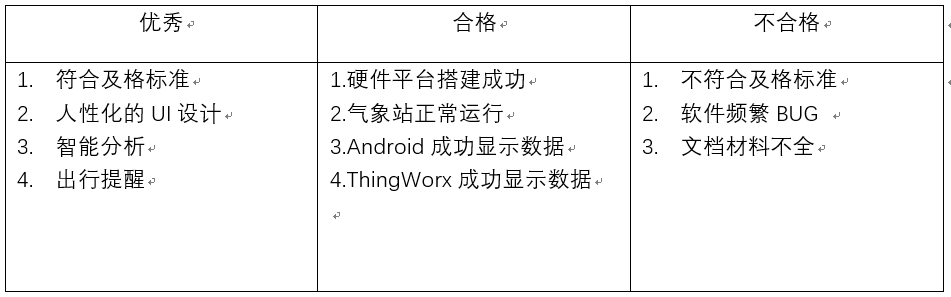 优秀
合格
不合格
1. 符合及格标准
2. 人性化的 UI 设计
3. 智能分析
4. 出行提醒
1.硬件平台搭建成功
2.气象站正常运行
3.Android 成功显示数据
4.ThingWorx 成功显示数据
1. 不符合及格标准
2. 软件频繁 BUG
3. 文档材料不全